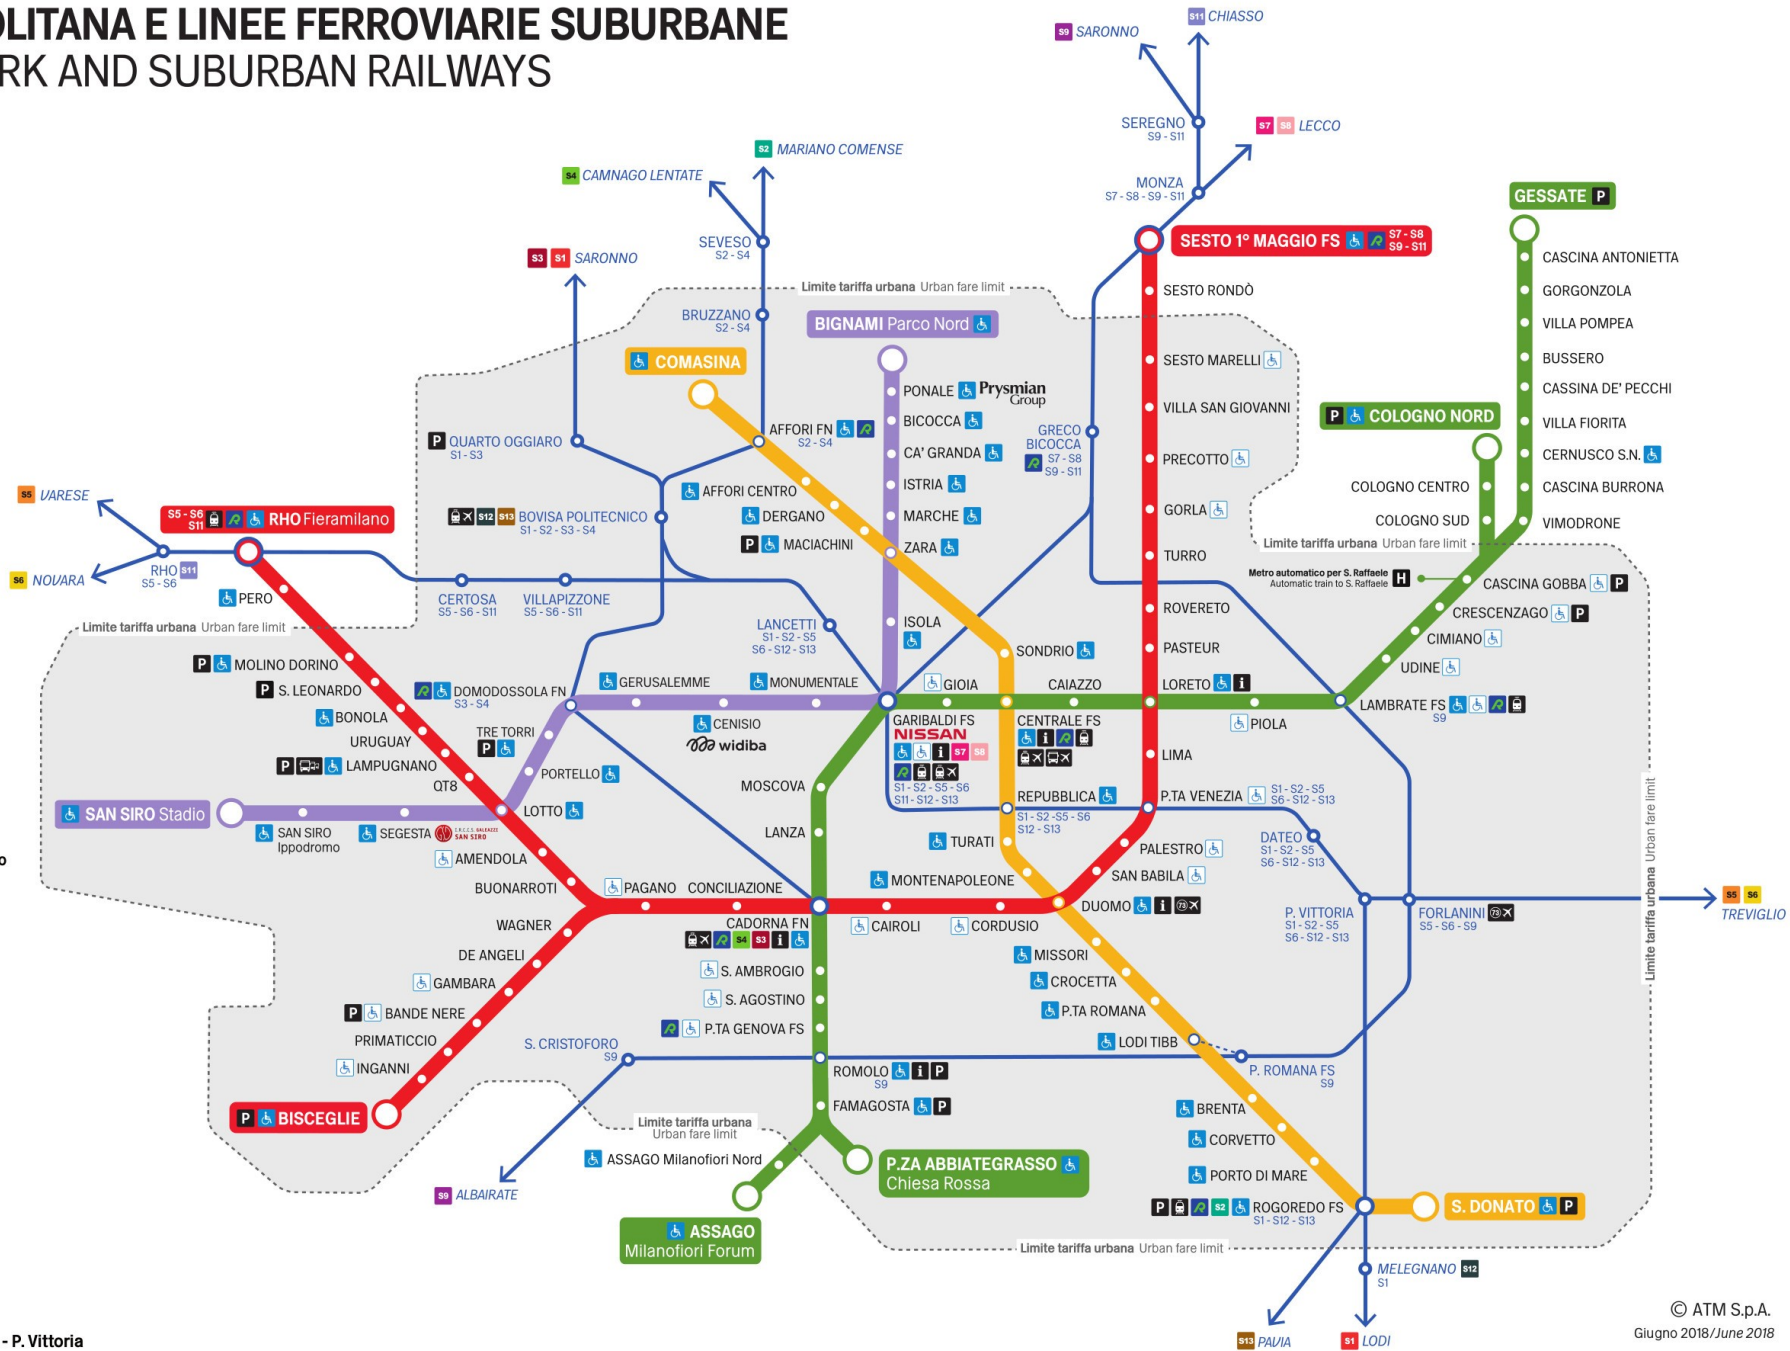 OLITANA E LINEE FERROVIARIE SUBURBANE
RK AND SUBURBAN RAILWAYS
S9 SARONNO
S11 CHIASSO
SEREGNO
S9 - S11
S7 S8 LECCO
MONZA
S7 - S8 - S9 - S11
S2 MARIANO COMENSE
S4 CAMNAGO LENTATE
SEVESO
S2 - S4
S3 S1 SARONNO
BRUZZANO
S2 - S4
Limite tariffa urbana Urban fare limit
GESSATE P
SESTO 1° MAGGIO FS S7 - S8
S9 - S11
CASCINA ANTONIETTA
GORGONZOLA
VILLA POMPEA
BUSSERO
CASSINA DE' PECCHI
VILLA FIORITA
CERNUSCO S.N.
CASCINA BURRONA
VIMODRONE
P COLOGNO NORD
COLOGNO CENTRO
COLOGNO SUD
Limite tariffa urbana Urban fare limit
SESTO RONDÒ
SESTO MARELLI
VILLA SAN GIOVANNI
PRECOTTO
GORLA
TURRO
ROVERETO
PASTEUR
LORETO i
LIMA
P.TA VENEZIA
S1 - S2 - S5
S6 - S12 - S13
PALESTRO
SAN BABILA
DUOMO i 73
BIGNAMI Parco Nord
PONALE Prysmian
Group
BICOCCA
CA' GRANDA
ISTRIA
MARCHE
ZARA
ISOLA
COMASINA
AFFORI FN
S2 - S4
AFFORI CENTRO
DERGANO
P MACIACHINI
GRECO
BICOCCA
S7 - S8
S9 - S11
P QUARTO OGGIARO
S1 - S3
S12 S13 BOVISA POLITECNICO
S1 - S2 - S3 - S4
S5 VARESE
S6 NOVARA
RHO S11
S5 - S6
S5 - S6
S11 RHO Fieramilano
PERO
Limite tariffa urbana Urban fare limit
CERTOSA
S5 - S6 - S11
VILLAPIZZONE
S5 - S6 - S11
LANCETTI
S1 - S2 - S5
S6 - S12 - S13
P MOLINO DORINO
P S. LEONARDO
BONOLA
URUGUAY
P LAMPUGNANO
QT8
DOMODOSSOLA FN
S3 - S4
GERUSALEMME
MONUMENTALE
CENISIO
widiba
TRE TORRI
P
PORTELLO
LOTTO
SAN SIRO Stadio
SAN SIRO
Ippodromo
SEGESTA
SAN SIRO
AMENDOLA
BUONARROTI
PAGANO
CONCILIAZIONE
WAGNER
DE ANGELI
GAMBARA
P BANDE NERE
PRIMATICCIO
INGANNI
P BISCEGLIE
GARIBALDI FS
NISSAN
i S7 S8
S1 - S2 - S5 - S6
S11 - S12 - S13
GIOIA
SONDRIO
CAIAZZO
CENTRALE FS
i
PIOLA
LAMBRATE FS
S9
UDINE
CIMIANO
CRESCENZAGO P
CASCINA GOBBA P
Metro automatico per S. Raffaele
Automatic train to S. Raffaele H
MOSCOVA
LANZA
REPUBBLICA
S1 - S2 -S5 - S6
S12 - S13
TURATI
MONTENAPOLEONE
CADORNA FN
S4 S3 i
CAIROLI
CORDUSIO
DATEO
S1 - S2 - S5
S6 - S12 - S13
P. VITTORIA
S1 - S2 - S5
S6 - S12 - S13
FORLANINI 73
S5 - S6 - S9
Limite tariffa urbana Urban fare limit
S5 S6
TREVIGLIO
S. AMBROGIO
S. AGOSTINO
P.TA GENOVA FS
S. CRISTOFORO
S9
ROMOLO i P
S9
FAMAGOSTA P
MISSORI
CROCETTA
P.TA ROMANA
LODI TIBB
P. ROMANA FS
S9
BRENTA
CORVETTO
PORTO DI MARE
P S2 ROGOREDO FS
S1 - S12 - S13
S. DONATO P
Limite tariffa urbana
Urban fare limit
ASSAGO Milanofiori Nord
P.ZA ABBIATEGRASSO
Chiesa Rossa
ASSAGO
Milanofiori Forum
S9 ALBAIRATE
Limite tariffa urbana Urban fare limit
MELEGNANO S12
S1
S13 PAVIA
S1 LODI
o
- P. Vittoria
© ATM S.p.A.
Giugno 2018/June 2018